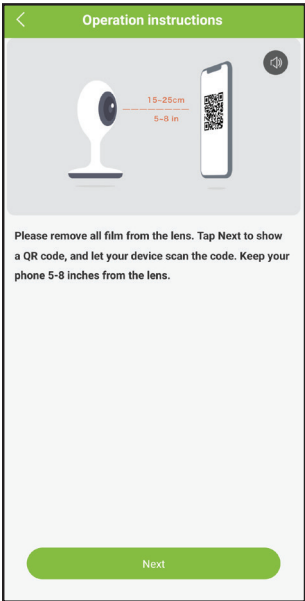 Operation instructions
15-25cm
5-8 in
Please remove all film from the lens. Tap Next to show
a QR code, and let your device scan the code. Keep your
phone 5-8 inches from the lens.
Next